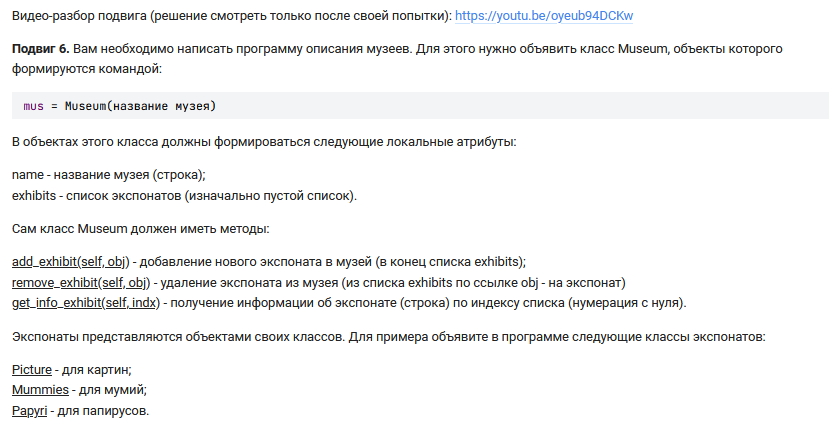 Видео-разбор подвига (решение смотреть только после своей попытки): https://youtu.be/oyeub94DCKw
Подвиг 6. Вам необходимо написать программу описания музеев. Для этого нужно объявить класс Museum, объекты которого
формируются командой:
mus = Museum(название музея)
В объектах этого класса должны формироваться следующие локальные атрибуты:
name - название музея (строка);
exhibits - список экспонатов (изначально пустой список).
Сам класс Museum должен иметь методы:
add_exhibit(self, obj) - добавление нового экспоната в музей (в конец списка exhibits);
remove_exhibit(self, obj) - удаление экспоната из музея (из списка exhibits по ссылке obj - на экспонат)
get_info_exhibit(self, indx) - получение информации об экспонате (строка) по индексу списка (нумерация с нуля).
Экспонаты представляются объектами своих классов. Для примера объявите в программе следующие классы экспонатов:
Picture - для картин;
Mummies - для мумий;
Papyri - для папирусов.